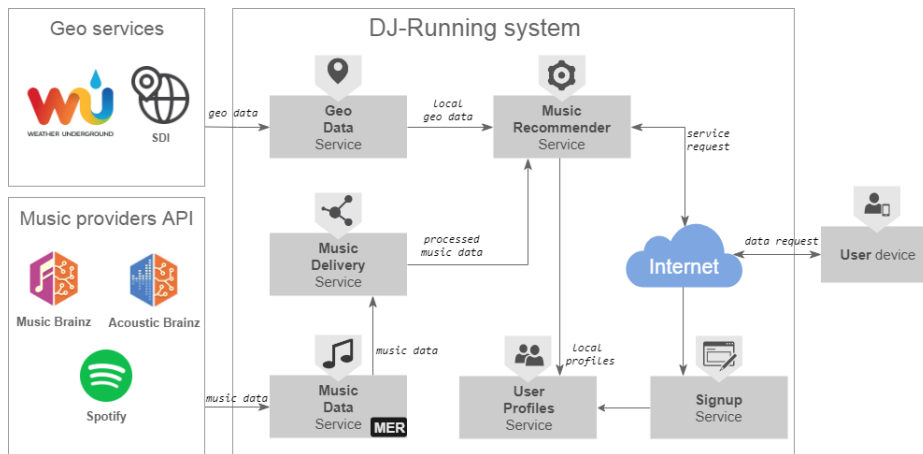 Geo services
WU
WEATHER UNDERGROUND
SDI
geo data
Music providers API
Music Brainz
Acoustic Brainz
Spotify
music data
DJ-Running system
Geo
Data
Service
local
geo data
Music
Recommender
Service
service
request
Music
Delivery
Service
processed
music data
Internet
data request
User device
music data
local
profiles
Music
Data
Service
MER
User
Profiles
Service
Signup
Service